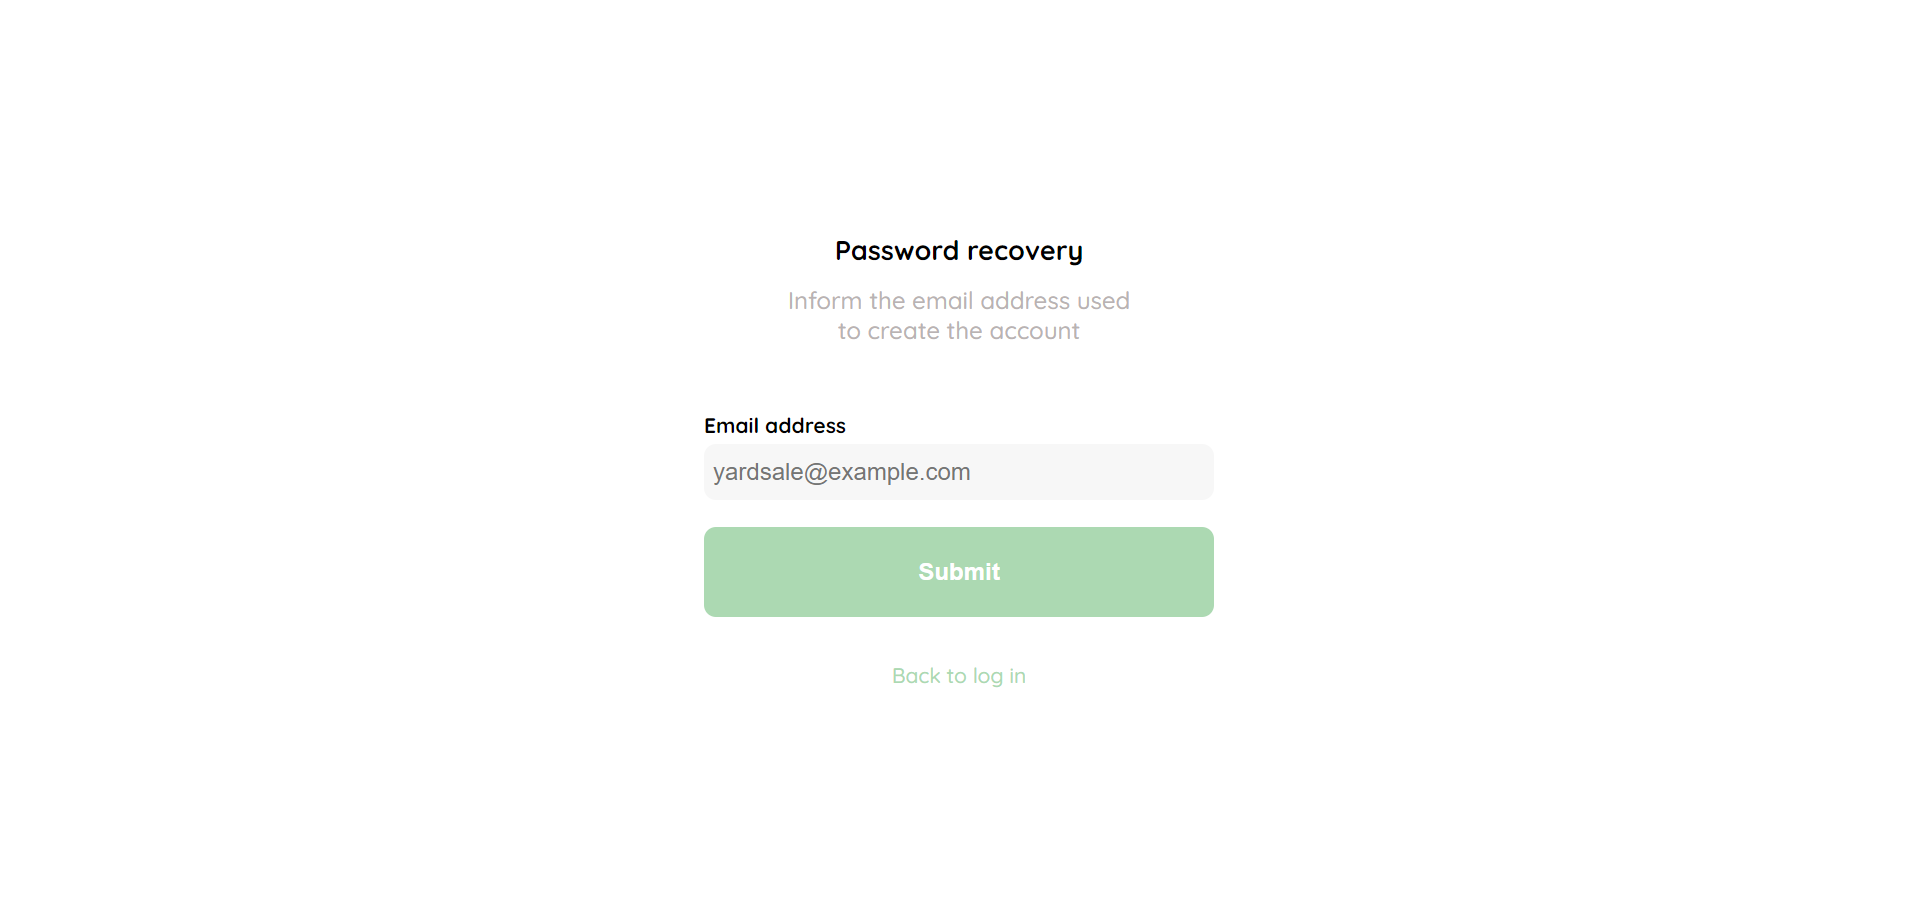 Password recovery
Inform the email address used
to create the account
Email address
yardsale@example.com
Submit
Back to log in